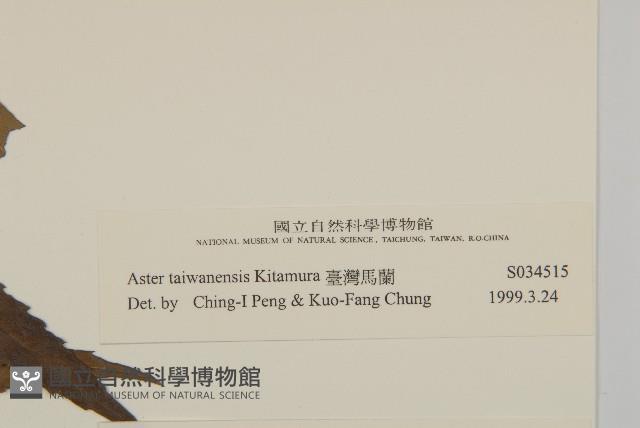 國立自然科學博物館
NATIONAL MUSEUM OF NATURAL SCIENCE, TAICHUNG, TAIWAN, R.O.CHINA
Aster taiwanensis Kitamura 臺灣馬蘭 S034515
Det. by Ching-I Peng & Kuo-Fang Chung 1999.3.24
國立自然科學博物館
NATIONAL MUSEUM OF NATURAL SCIENCE